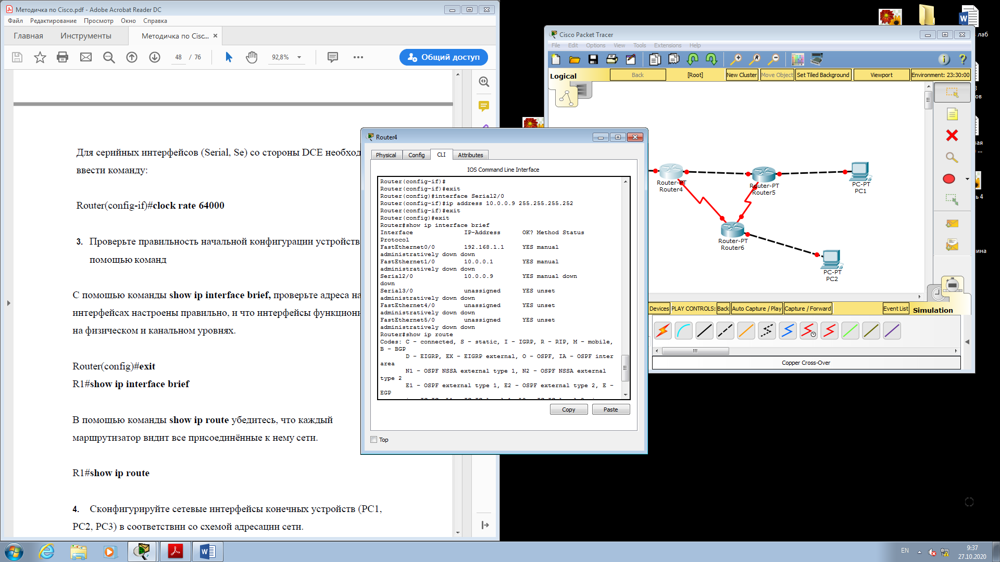 Методичка по Cisco.pdf - Adobe Acrobat Reader DC
Файл Редактирование Просмотр Окно Справка
Главная Инструменты Методичка по Cisc... ×
48 / 76 92,8% Общий доступ
Для серийных интерфейсов (Serial, Se) со стороны DCE необход
ввести команду:
Router(config-if)#clock rate 64000
3. Проверьте правильность начальной конфигурации устройств
помощью команд
С помощью команды show ip interface brief, проверьте адреса на
интерфейсах настроены правильно, и что интерфейсы функциони
на физическом и канальном уровнях.
Router(config)#exit
R1#show ip interface brief
В помощью команды show ip route убедитесь, что каждый
маршрутизатор видит все присоединённые к нему сети.
R1#show ip route
4. Сконфигурируйте сетевые интерфейсы конечных устройств (PC1,
PC2, PC3) в соответствии со схемой адресации сети.
Router4
Physical Config CLI Attributes
IOS Command Line Interface
Router(config-if)#
Router(config-if)#exit
Router(config)#interface Serial2/0
Router(config-if)#ip address 10.0.0.9 255.255.255.252
Router(config-if)#exit
Router(config)#exit
Router#show ip interface brief
Interface IP-Address OK? Method Status
Protocol
FastEthernet0/0 192.168.1.1 YES manual
administratively down down
FastEthernet1/0 10.0.0.1 YES manual
administratively down down
Serial2/0 10.0.0.9 YES manual down
down
Serial3/0 unassigned YES unset
administratively down down
FastEthernet4/0 unassigned YES unset
administratively down down
FastEthernet5/0 unassigned YES unset
administratively down down
Router#show ip route
Codes: C - connected, S - static, I - IGRP, R - RIP, M - mobile,
B - BGP
D - EIGRP, EX - EIGRP external, O - OSPF, IA - OSPF inter
area
N1 - OSPF NSSA external type 1, N2 - OSPF NSSA external
type 2
E1 - OSPF external type 1, E2 - OSPF external type 2, E -
EGP
Copy Paste
Top
Cisco Packet Tracer
File Edit Options View Tools Extensions Help
Logical Back [Root] New Cluster Move Object Set Tiled Background Viewport Environment: 23:30:00
Router-PT
Router4
Router-PT
Router5
PC-PT
PC1
Router-PT
Router6
PC-PT
PC2
Devices PLAY CONTROLS: Back Auto Capture / Play Capture / Forward Event List Simulation
Copper Cross-Over
лаб
3
ов
ая
...
ь 4
ина
EN
9:37
27.10.2020